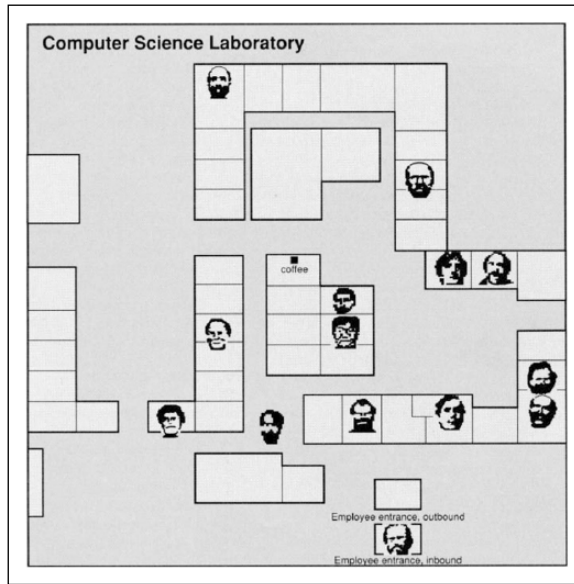 Computer Science Laboratory
coffee
Employee entrance, outbound
Employee entrance, inbound